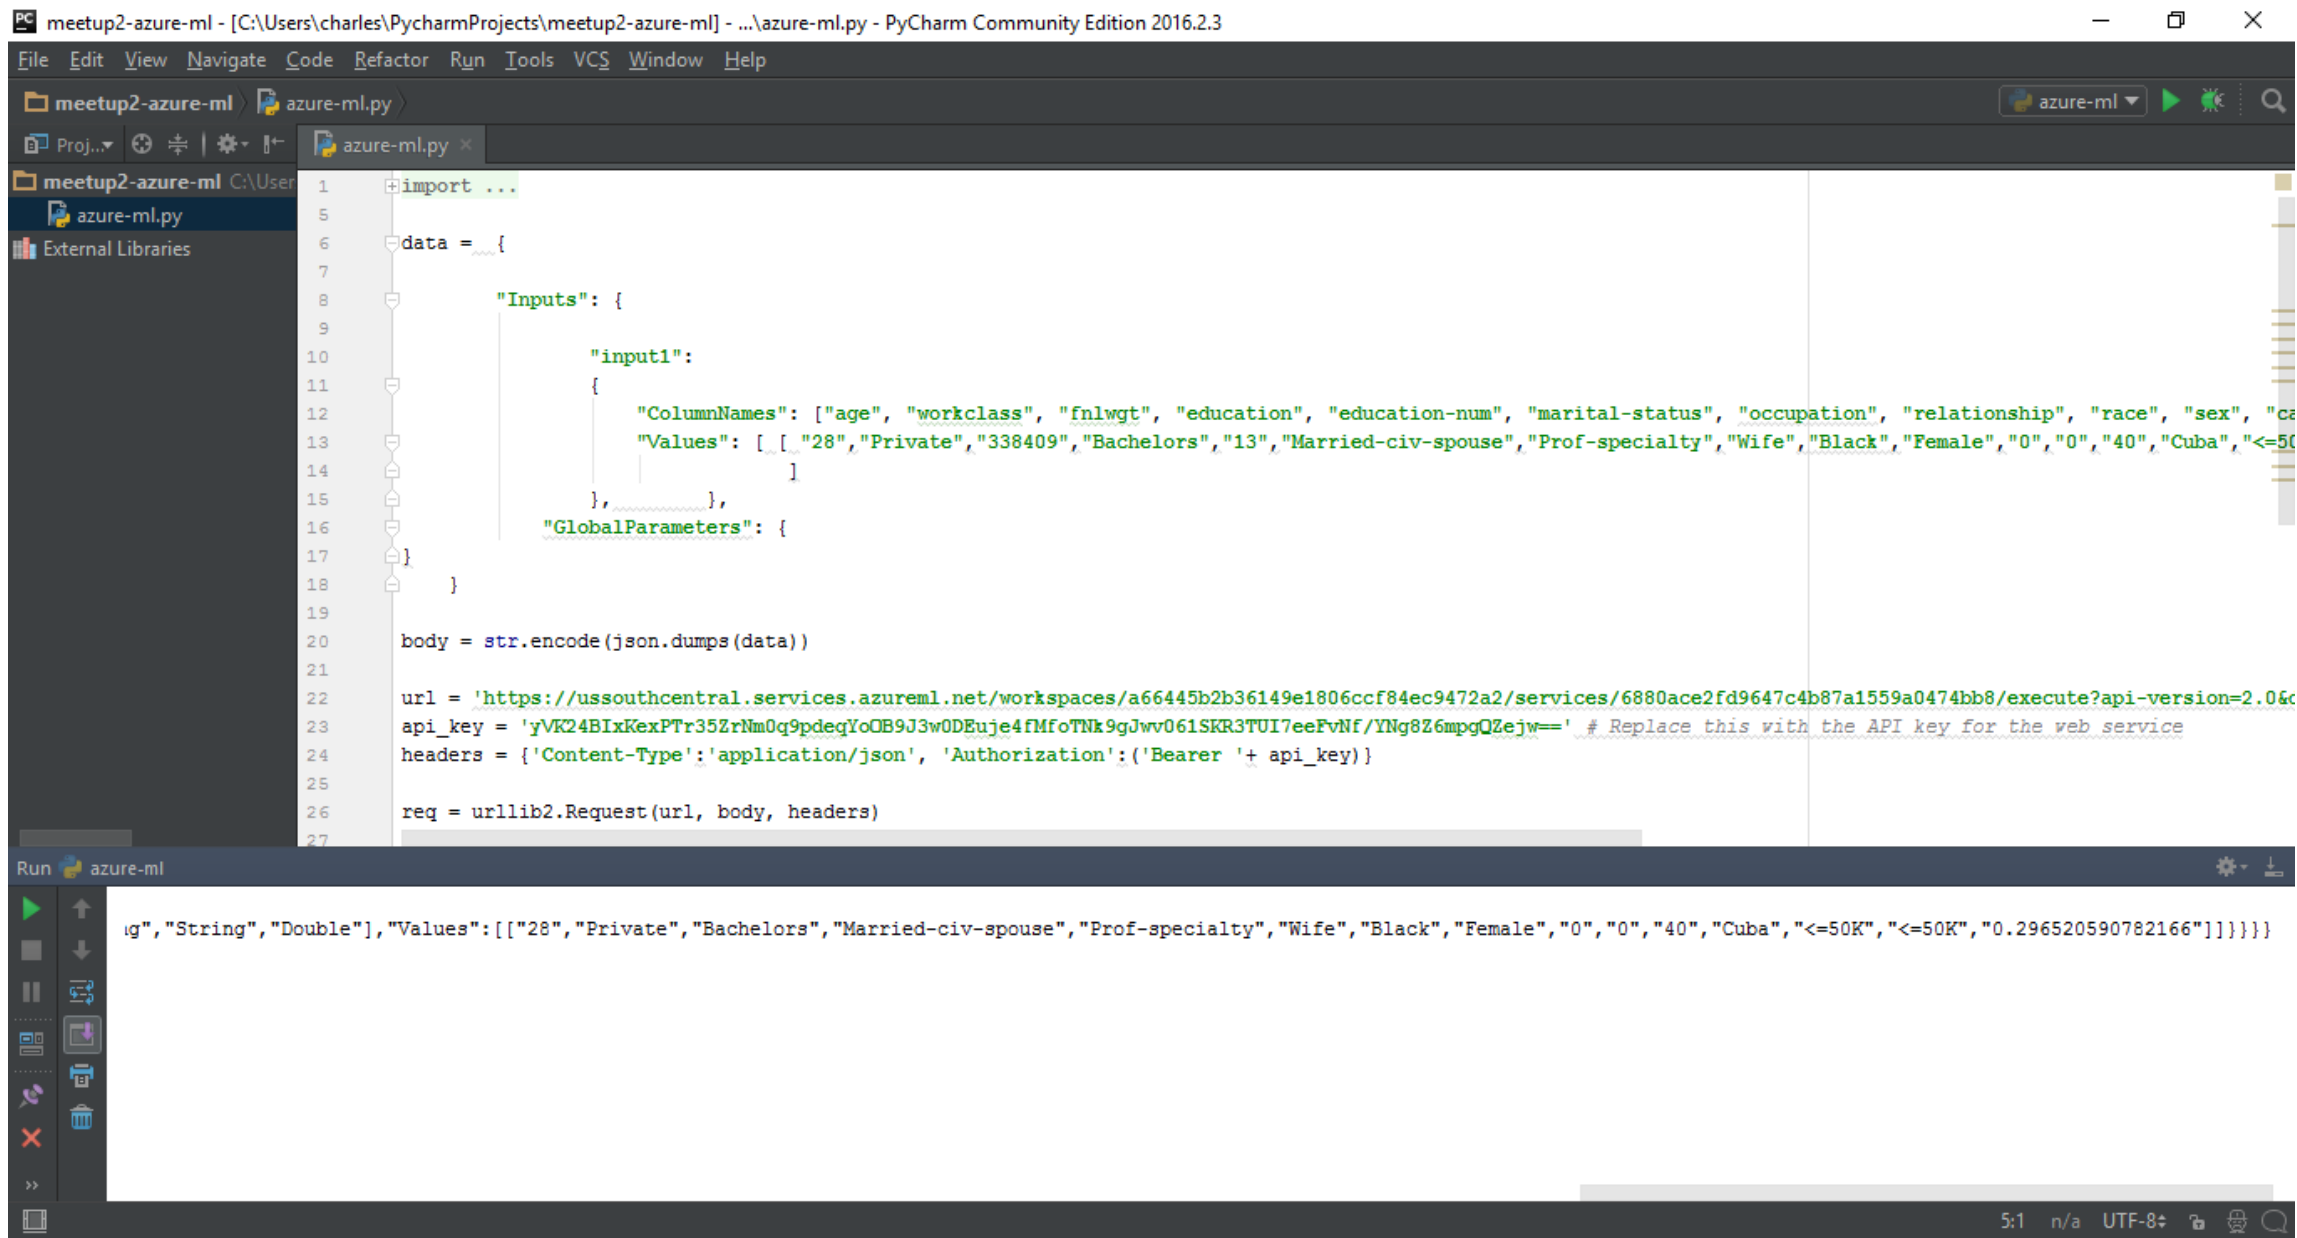 meetup2-azure-ml - [C:\Users\charles\PycharmProjects\meetup2-azure-ml] - ...\azure-ml.py - PyCharm Community Edition 2016.2.3
File Edit View Navigate Code Refactor Run Tools VCS Window Help
meetup2-azure-ml azure-ml.py azure-ml
Proj... azure-ml.py
meetup2-azure-ml C:\User
azure-ml.py
External Libraries
1 import ...
5
6 data = {
7
8 "Inputs": {
9
10 "input1":
11 {
12 "ColumnNames": ["age", "workclass", "fnlwgt", "education", "education-num", "marital-status", "occupation", "relationship", "race", "sex", "ca
13 "Values": [ [ "28","Private","338409","Bachelors","13","Married-civ-spouse","Prof-specialty","Wife","Black","Female","0","0","40","Cuba","<=50
14 ]
15 }, },
16 "GlobalParameters": {
17 }
18 }
19
20 body = str.encode(json.dumps(data))
21
22 url = 'https://ussouthcentral.services.azureml.net/workspaces/a66445b2b36149e1806ccf84ec9472a2/services/6880ace2fd9647c4b87a1559a0474bb8/execute?api-version=2.0&d
23 api_key = 'yVK24BIxKexPTr35ZrNm0q9pdeqYoOB9J3w0DEuje4fMfoTNk9gJwv061SKR3TUI7eeFvNf/YNg8Z6mpgQZejw==' # Replace this with the API key for the web service
24 headers = {'Content-Type':'application/json', 'Authorization':('Bearer '+ api_key)}
25
26 req = urllib2.Request(url, body, headers)
27
Run azure-ml
g","String","Double"],"Values":[["28","Private","Bachelors","Married-civ-spouse","Prof-specialty","Wife","Black","Female","0","0","40","Cuba","<=50K","<=50K","0.296520590782166"]]}}}}
5:1 n/a UTF-8